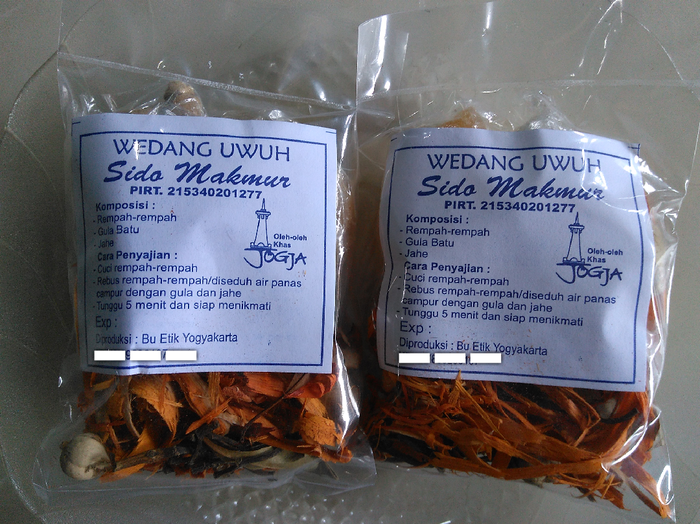 WEDANG UWUH
Sido Makmur
PIRT. 215340201277
Komposisi :
- Rempah-rempah
- Gula Batu
- Jahe
Oleh-oleh
Khas
JOGJA
Cara Penyajian :
- Cuci rempah-rempah
- Rebus rempah-rempah/diseduh air panas
campur dengan gula dan jahe
- Tunggu 5 menit dan siap menikmati
Exp :
Diproduksi : Bu Etik Yogyakarta
WEDANG UWUH
Sido Makmur
PIRT. 215340201277
Komposisi :
- Rempah-rempah
- Gula Batu
- Jahe
Oleh-oleh
Khas
JOGJA
Cara Penyajian :
- Cuci rempah-rempah
- Rebus rempah-rempah/diseduh air panas
campur dengan gula dan jahe
- Tunggu 5 menit dan siap menikmati
Exp :
Diproduksi : Bu Etik Yogyakarta